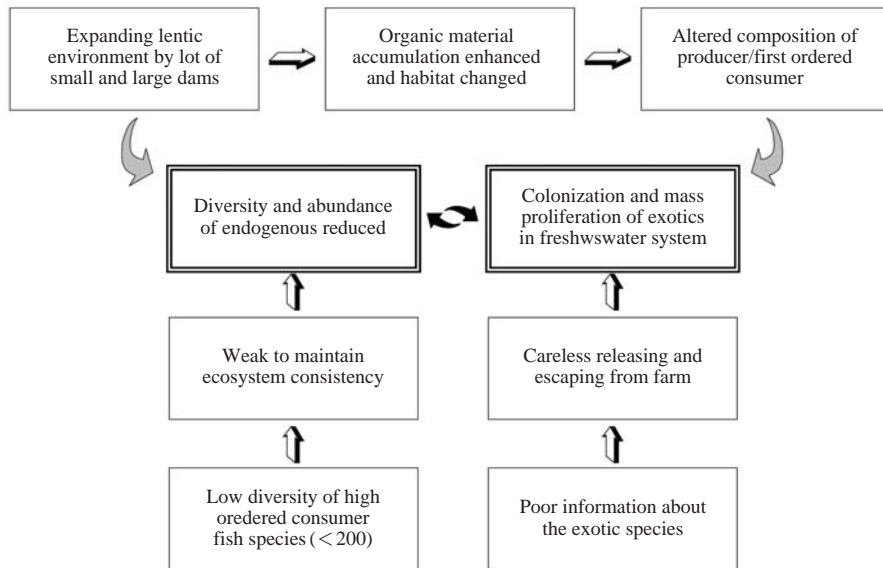 Expanding lentic
environment by lot of
small and large dams
Organic material
accumulation enhanced
and habitat changed
Altered composition of
producer/first ordered
consumer
Diversity and abundance
of endogenous reduced
Colonization and mass
proliferation of exotics
in freshwswater system
Weak to maintain
ecosystem consistency
Careless releasing and
escaping from farm
Low diversity of high
oredered consumer
fish species (< 200)
Poor information about
the exotic species